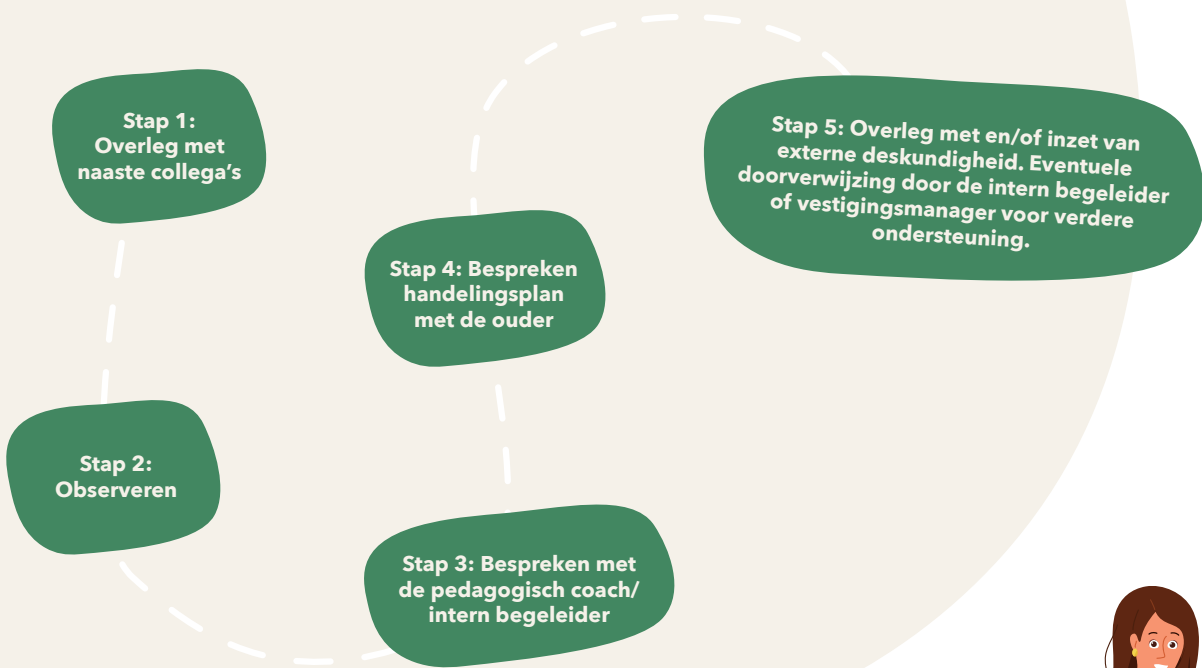 Stap 1:
Overleg met
naaste collega's
Stap 2:
Observeren
Stap 3: Bespreken met
de pedagogisch coach/
intern begeleider
Stap 4: Bespreken
handelingsplan
met de ouder
Stap 5: Overleg met en/of inzet van
externe deskundigheid. Eventuele
doorverwijzing door de intern begeleider
of vestigingsmanager voor verdere
ondersteuning.